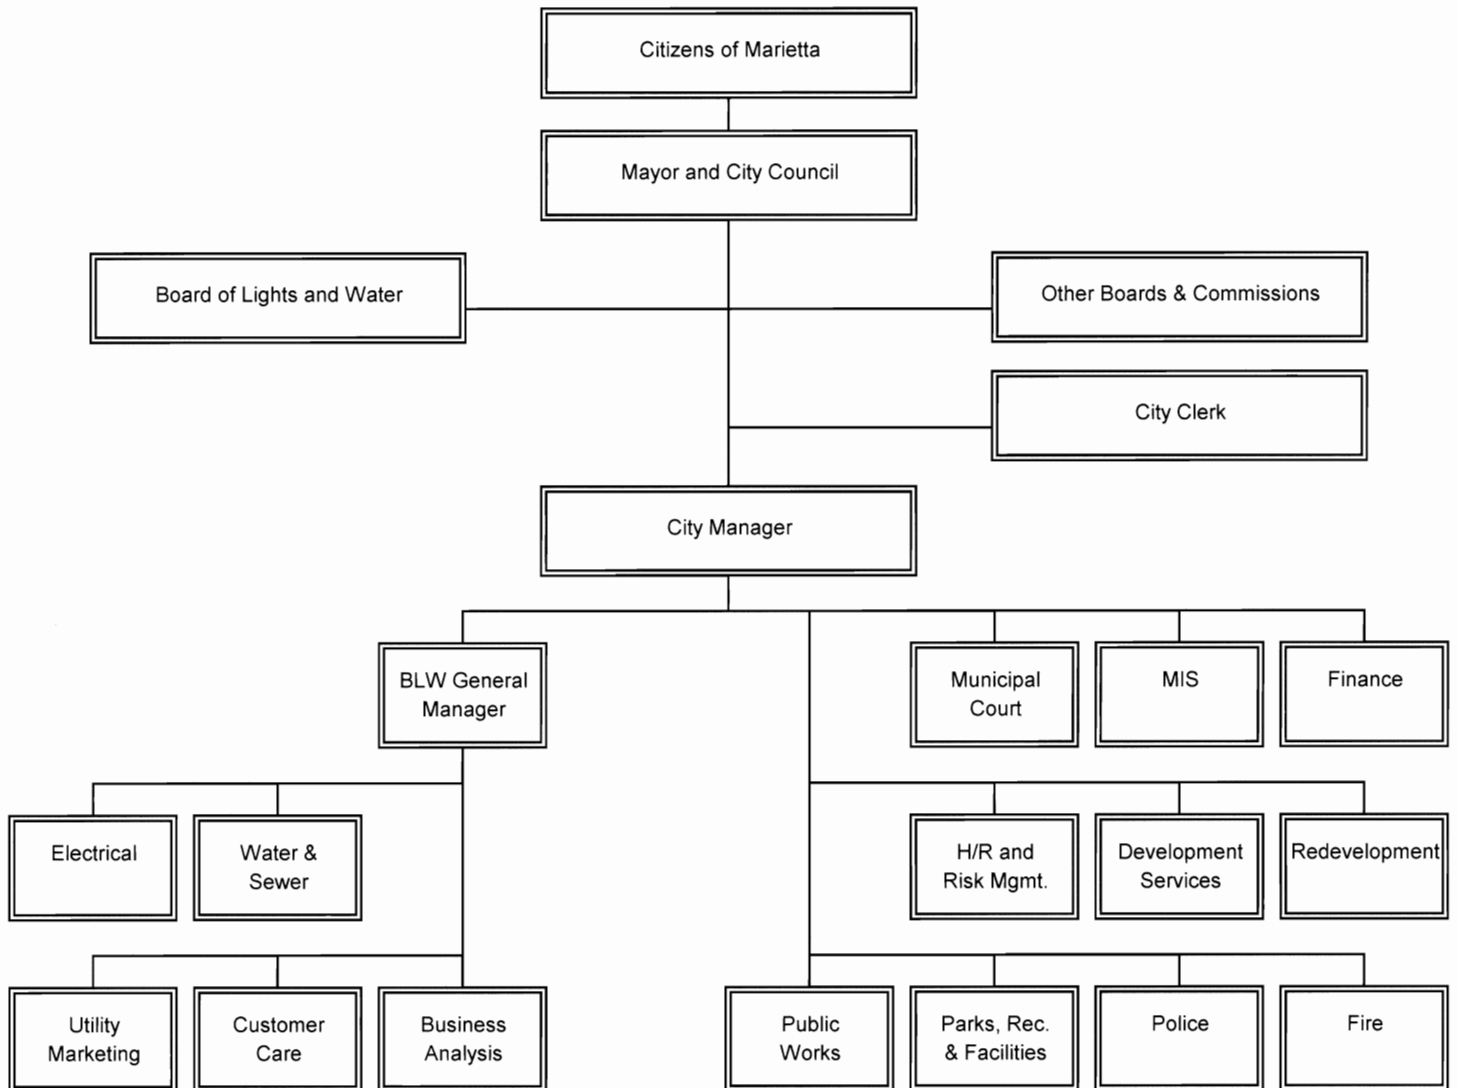 Citizens of Marietta
Mayor and City Council
Board of Lights and Water
Other Boards & Commissions
City Clerk
City Manager
BLW General
Manager
Municipal
Court
MIS
Finance
Electrical
Water &
Sewer
H/R and
Risk Mgmt.
Development
Services
Redevelopment
Utility
Marketing
Customer
Care
Business
Analysis
Public
Works
Parks, Rec.
& Facilities
Police
Fire